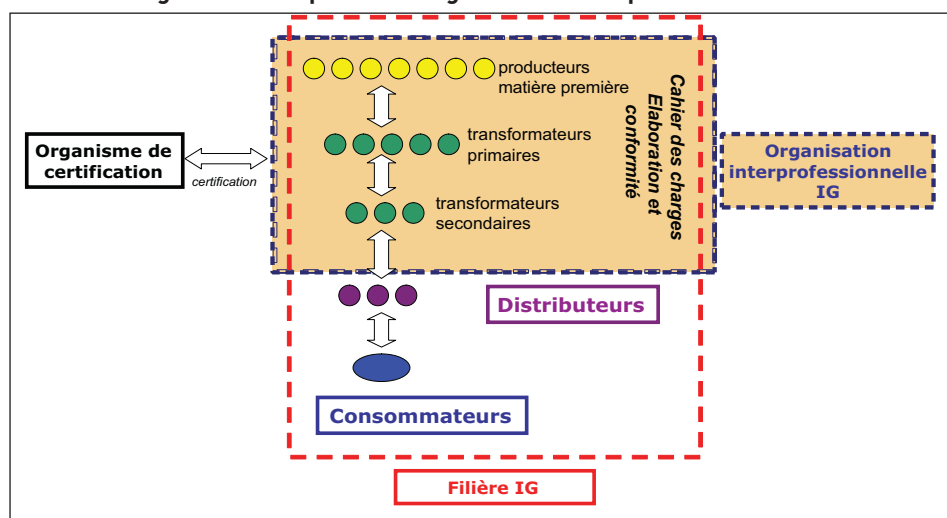 producteurs
matière première
transformateurs
primaires
transformateurs
secondaires
Cahier des charges
Elaboration et
conformité
Organisme de
certification
certification
Organisation
interprofessionnelle
IG
Distributeurs
Consommateurs
Filière IG